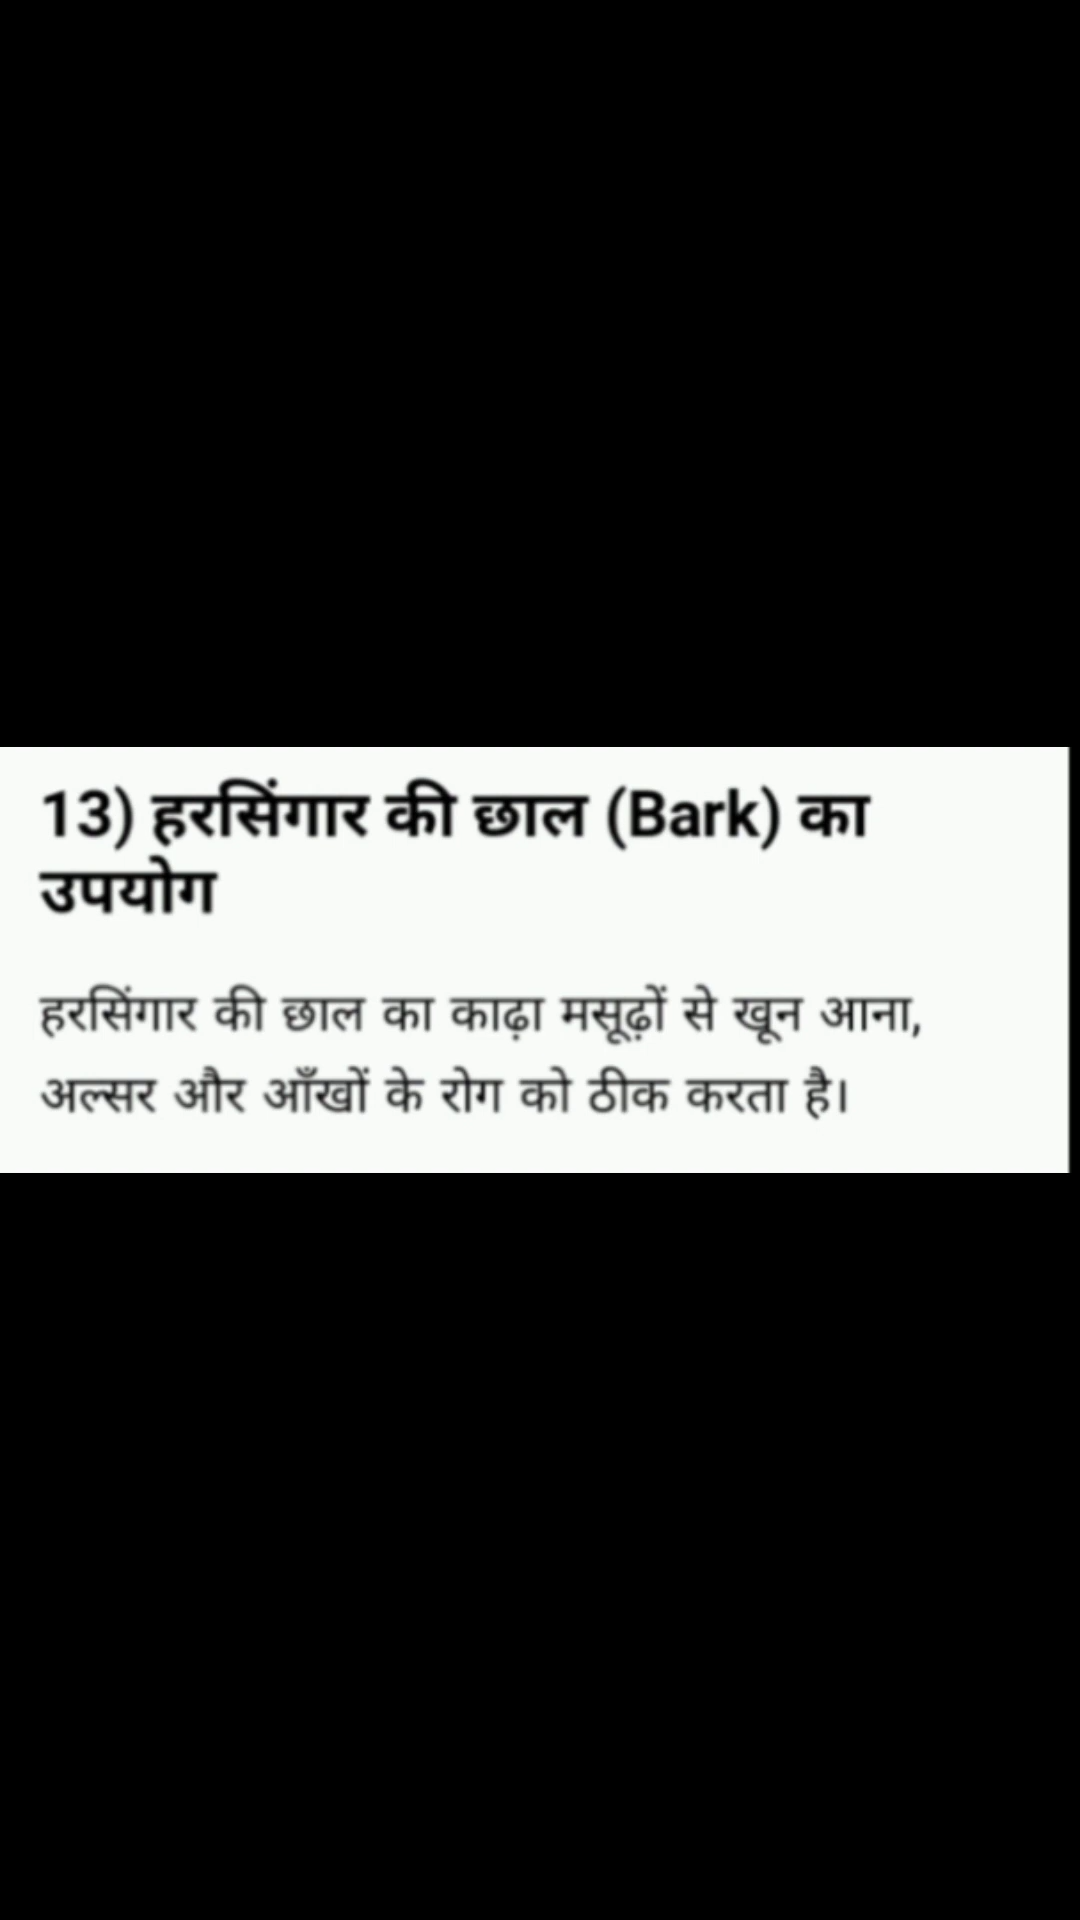 13) हरसिंगार की छाल (Bark) का
उपयोग
हरसिंगार की छाल का काढ़ा मसूढ़ों से खून आना,
अल्सर और आँखों के रोग को ठीक करता है।